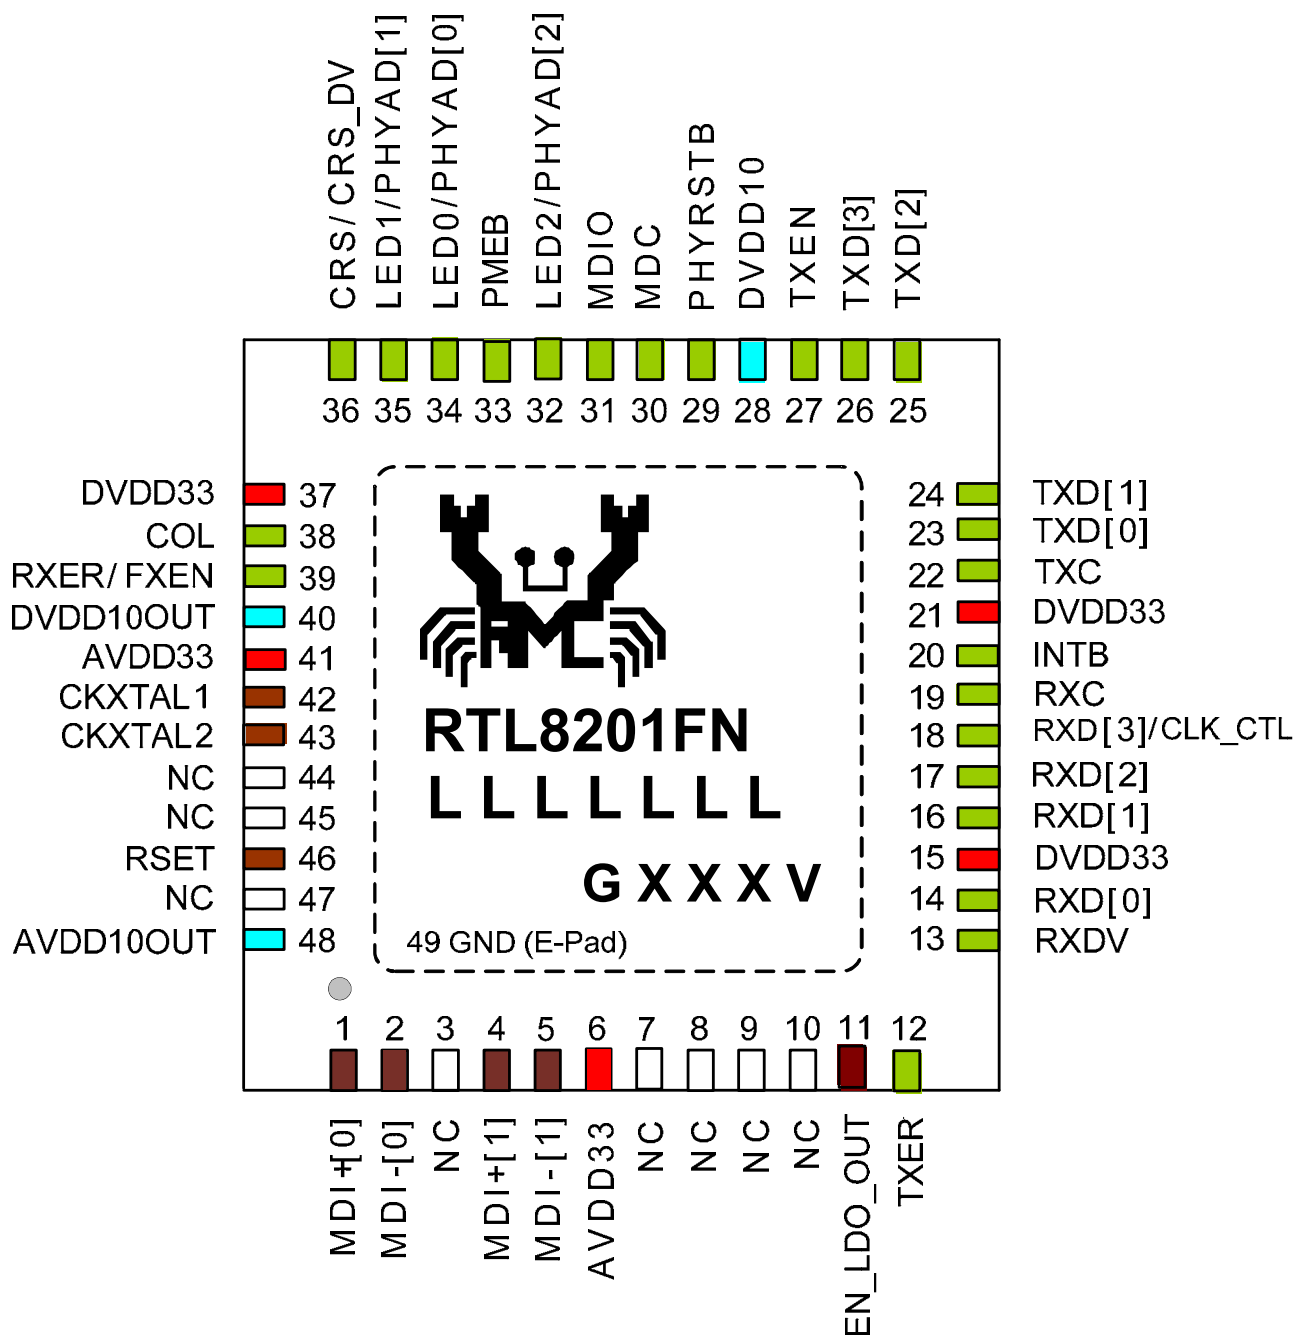 CRS/CRS_DV
LED1/PHYAD[1]
LED0/PHYAD[0]
PMEB
LED2/PHYAD[2]
MDIO
MDC
PHYRSTB
DVDD10
TXEN
TXD[3]
TXD[2]
36 35 34 33 32 31 30 29 28 27 26 25
DVDD33 37
COL 38
RXER/FXEN 39
DVDD10OUT 40
AVDD33 41
CKXTAL1 42
CKXTAL2 43
NC 44
NC 45
RSET 46
NC 47
AVDD10OUT 48
RTL8201FN
LLLLLLL
GXXXV
49 GND (E-Pad)
24 TXD[1]
23 TXD[0]
22 TXC
21 DVDD33
20 INTB
19 RXC
18 RXD[3]/CLK_CTL
17 RXD[2]
16 RXD[1]
15 DVDD33
14 RXD[0]
13 RXDV
1 2 3 4 5 6 7 8 9 10 11 12
MDI+[0]
MDI-[0]
NC
MDI+[1]
MDI-[1]
AVDD33
NC
NC
NC
NC
EN_LDO_OUT
TXER